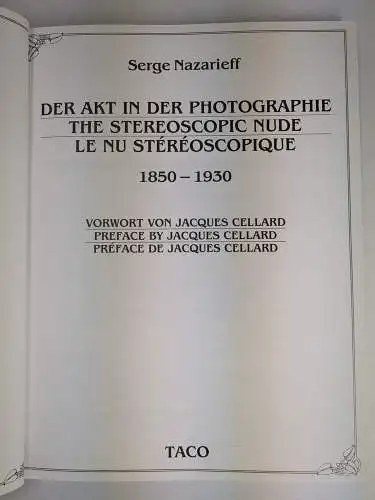 Serge Nazarieff
DER AKT IN DER PHOTOGRAPHIE
THE STEREOSCOPIC NUDE
LE NU STÉRÉOSCOPIQUE
1850 – 1930
VORWORT VON JACQUES CELLARD
PREFACE BY JACQUES CELLARD
PRÉFACE DE JACQUES CELLARD
TACO